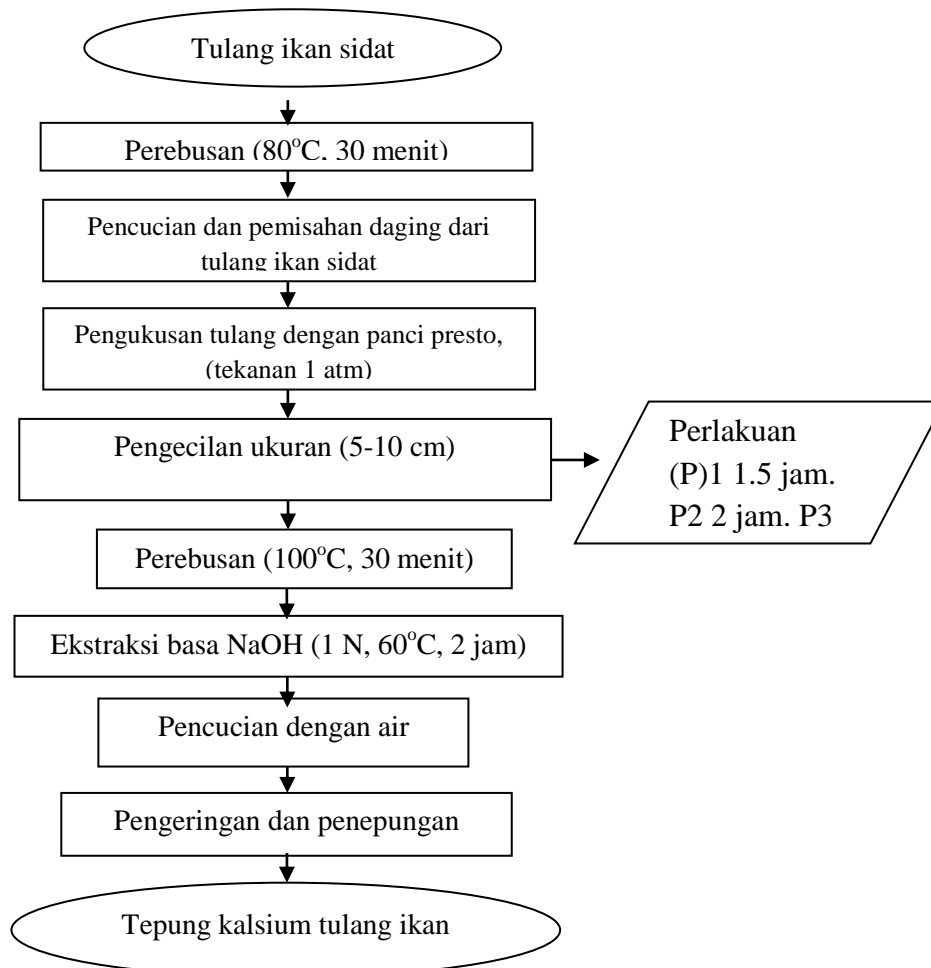 Tulang ikan sidat
Perebusan (80°C, 30 menit)
Pencucian dan pemisahan daging dari
tulang ikan sidat
Pengukusan tulang dengan panci presto,
(tekanan 1 atm)
Pengecilan ukuran (5-10 cm)
Perlakuan
(P)1 1.5 jam.
P2 2 jam. P3
Perebusan (100°C, 30 menit)
Ekstraksi basa NaOH (1 N, 60°C, 2 jam)
Pencucian dengan air
Pengeringan dan penepungan
Tepung kalsium tulang ikan